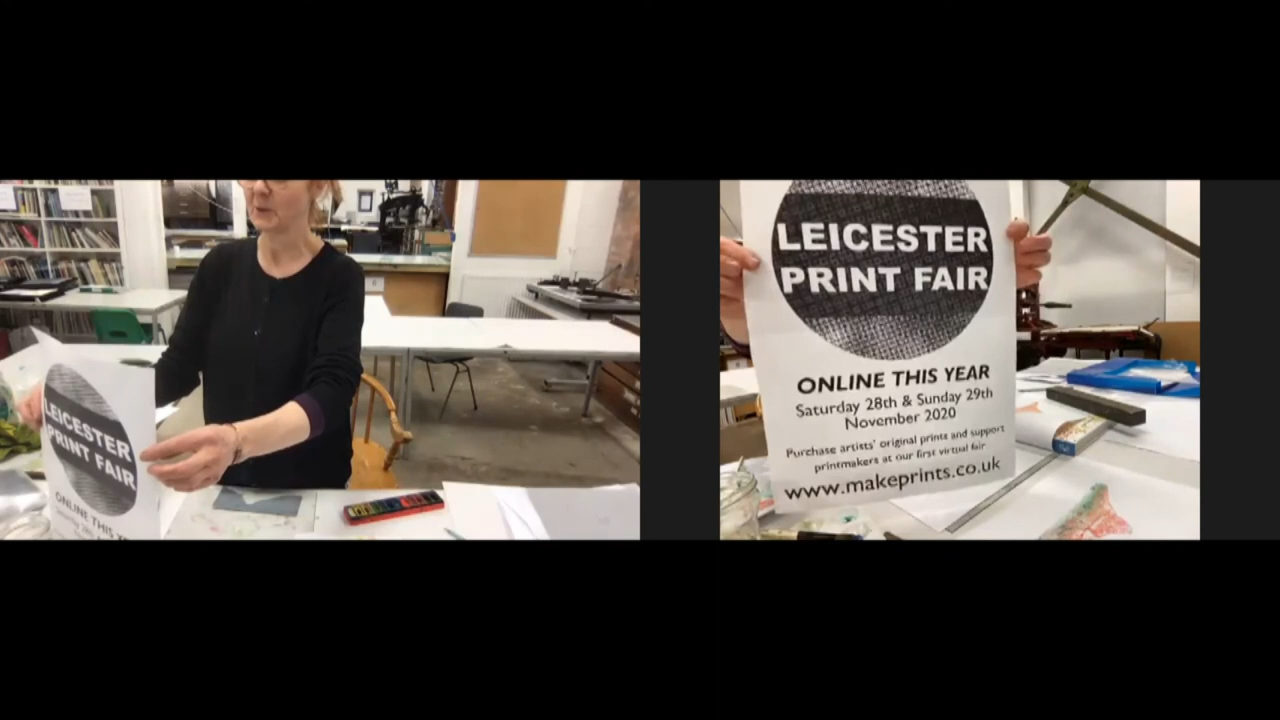 LEICESTER
PRINT FAIR
ONLINE THIS
LEICESTER
PRINT FAIR
ONLINE THIS YEAR
Saturday 28th & Sunday 29th
November 2020
Purchase artists' original prints and support
printmakers at our first virtual fair
www.makeprints.co.uk